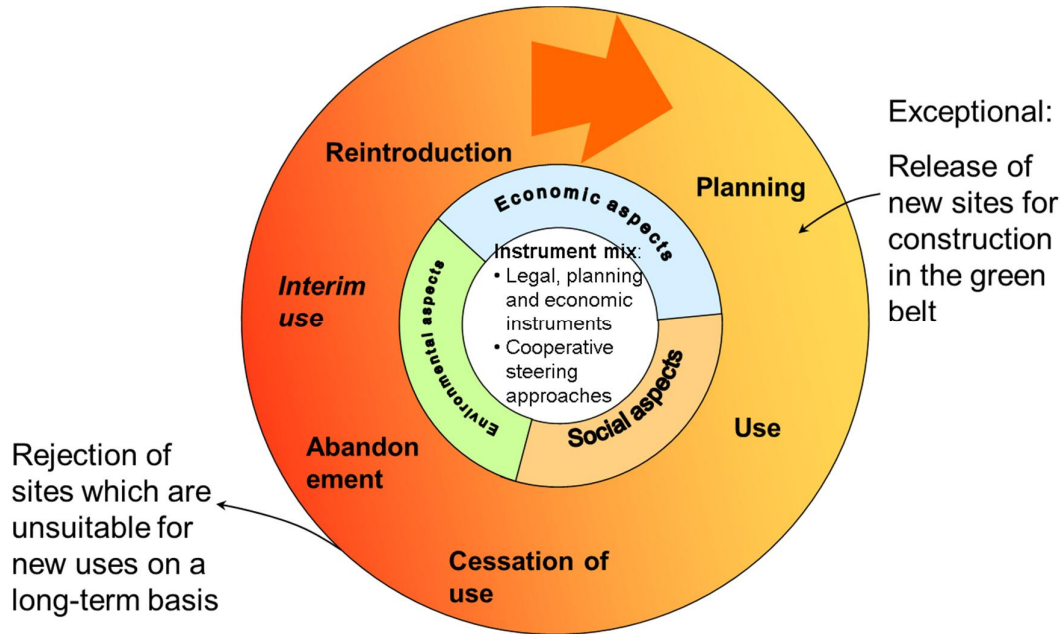 Reintroduction
Planning
Exceptional:
Release of
new sites for
construction
in the green
belt
Economic aspects
Environmental aspects
Social aspects
Instrument mix:
• Legal, planning
and economic
instruments
• Cooperative
steering
approaches
Interim
use
Use
Abandon
ement
Cessation of
use
Rejection of
sites which are
unsuitable for
new uses on a
long-term basis